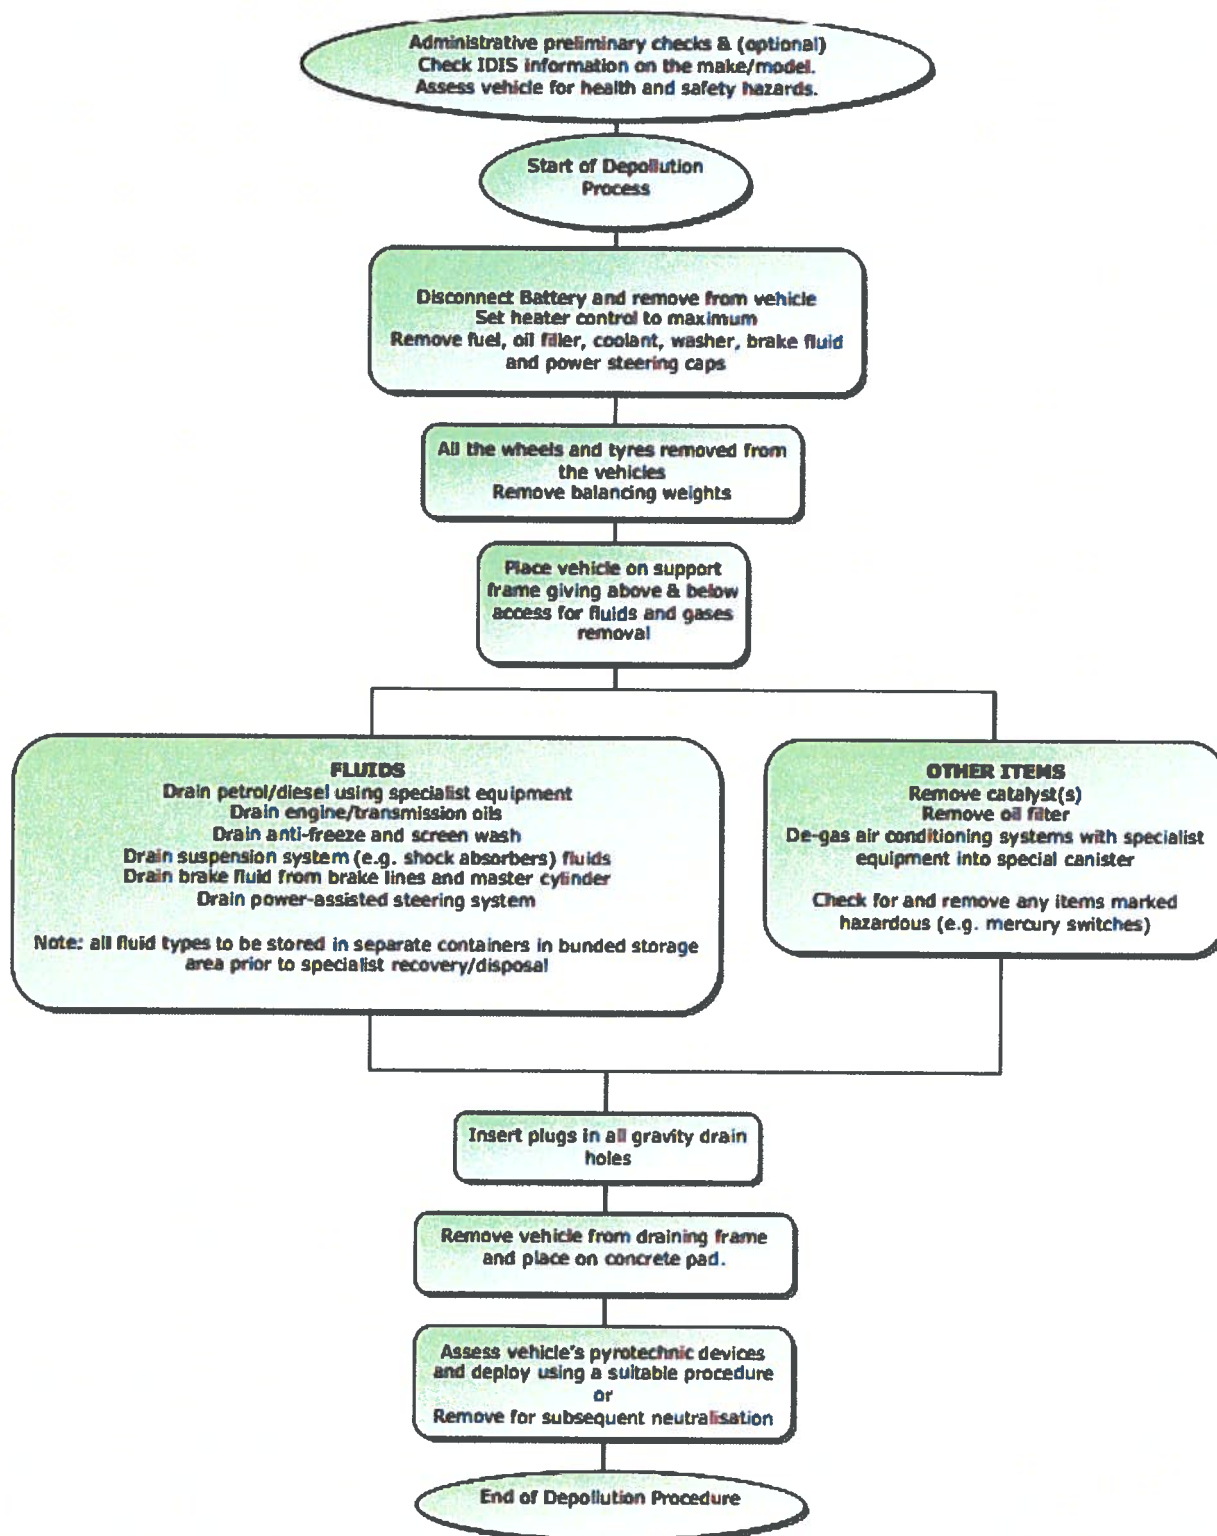 Administrative preliminary checks & (optional)
Check IDIS information on the make/model.
Assess vehicle for health and safety hazards.
Start of Depollution
Process
Disconnect Battery and remove from vehicle
Set heater control to maximum
Remove fuel, oil filler, coolant, washer, brake fluid
and power steering caps
All the wheels and tyres removed from
the vehicles
Remove balancing weights
Place vehicle on support
frame giving above & below
access for fluids and gases
removal
FLUIDS
Drain petrol/diesel using specialist equipment
Drain engine/transmission oils
Drain anti-freeze and screen wash
Drain suspension system (e.g. shock absorbers) fluids
Drain brake fluid from brake lines and master cylinder
Drain power-assisted steering system
Note: all fluid types to be stored in separate containers in bunded storage
area prior to specialist recovery/disposal
OTHER ITEMS
Remove catalyst(s)
Remove oil filter
De-gas air conditioning systems with specialist
equipment into special canister
Check for and remove any items marked
hazardous (e.g. mercury switches)
Insert plugs in all gravity drain
holes
Remove vehicle from draining frame
and place on concrete pad.
Assess vehicle's pyrotechnic devices
and deploy using a suitable procedure
or
Remove for subsequent neutralisation
End of Depollution Procedure